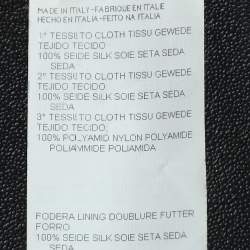 MADE IN ITALY-FABRIQUE EN ITALIE
HECHO EN ITALIA-FEITO NA ITALIA
1° TESSUTO CLOTH TISSU GEWEDE
TEJIDO TECIDO
100% SEIDE SILK SOIE SETA SEDA
SEDA
2° TESSUTO CLOTH TISSU GEWEDE
TEJIDO TECIDO
100% SEIDE SILK SOIE SETA SEDA
SEDA
3° TESSUTO CLOTH TISSU GEWEDE
TEJIDO TECIDO
100% POLYAMID NYLON POLYAMIDE
POLIAMMIDE POLIAMIDA
FODERA LINING DOUBLURE FUTTER
FORRO
100% SEIDE SILK SOIE SETA SEDA
SEDA